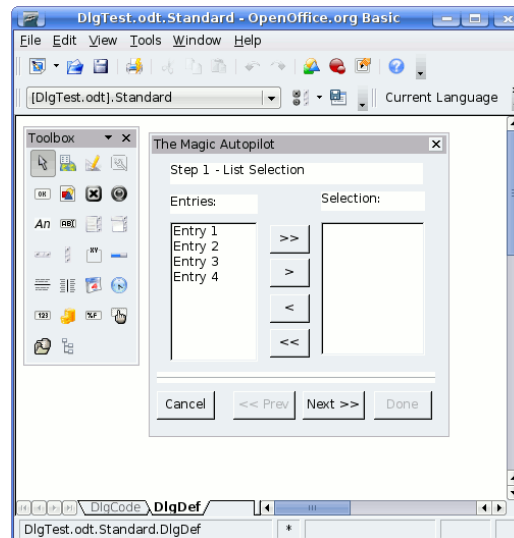 DlgTest.odt.Standard - OpenOffice.org Basic
File Edit View Tools Window Help
[DlgTest.odt].Standard
Current Language
Toolbox
The Magic Autopilot
Step 1 - List Selection
Entries:
Selection:
Entry 1
Entry 2
Entry 3
Entry 4
>>
>
<
<<
Cancel
<< Prev
Next >>
Done
DlgCode
DlgDef
DlgTest.odt.Standard.DlgDef
*